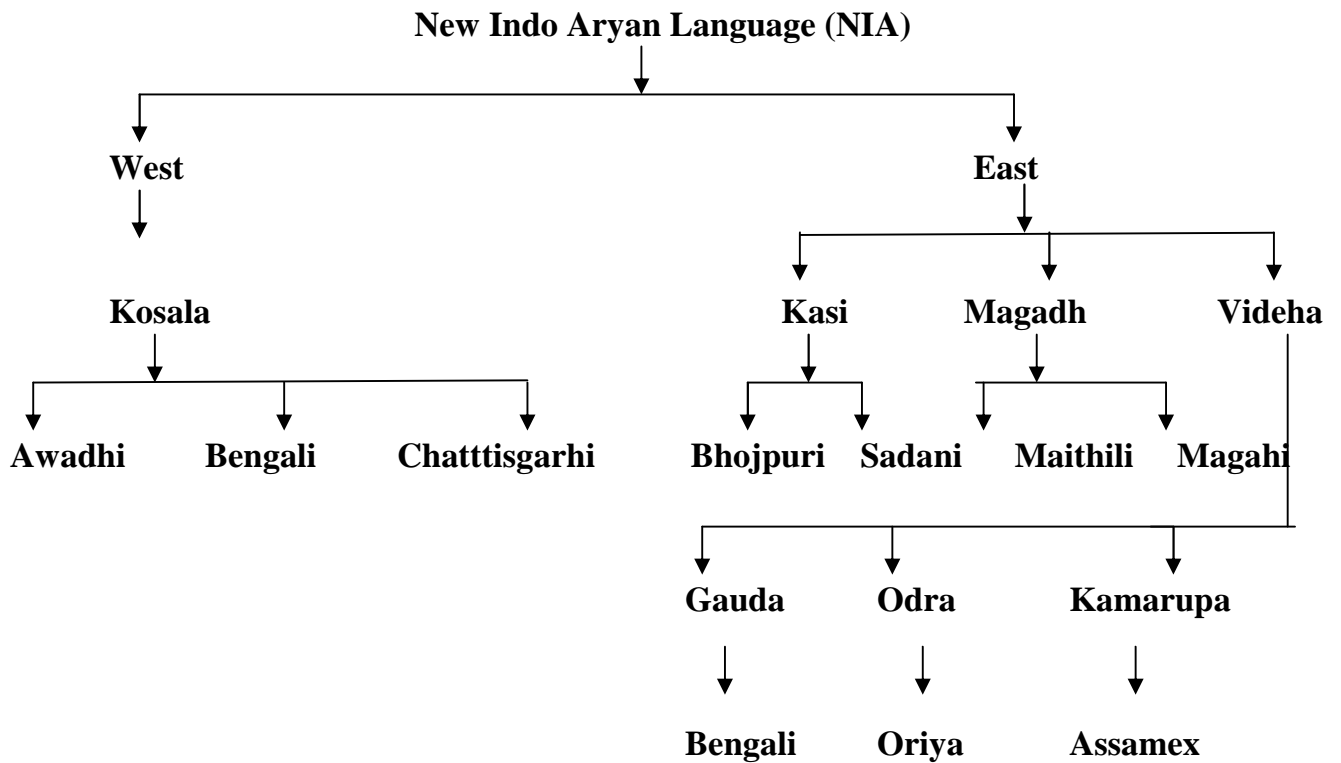 New Indo Aryan Language (NIA)
West East
Kosala Kasi Magadh Videha
Awadhi Bengali Chatttisgarhi Bhojpuri Sadani Maithili Magahi
Gauda Odra Kamarupa
Bengali Oriya Assamex